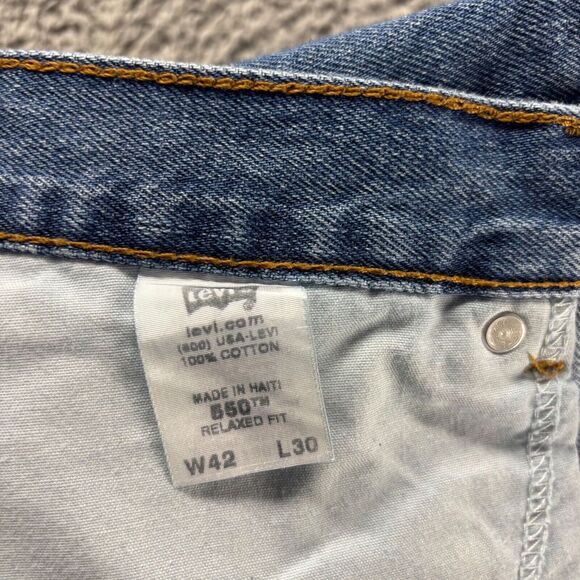 Levi's
levi.com
(800) USA-LEVI
100% COTTON
MADE IN HAITI
550™
RELAXED FIT
W42 L30